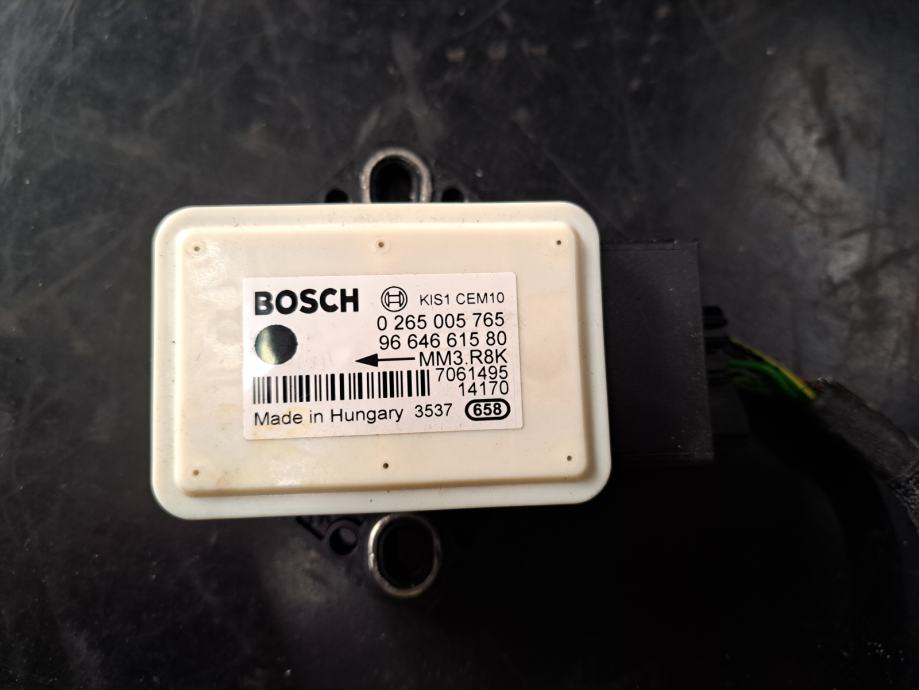 BOSCH KIS1 CEM10
0 265 005 765
96 646 615 80
MM3.R8K
7061495
14170
Made in Hungary 3537 658